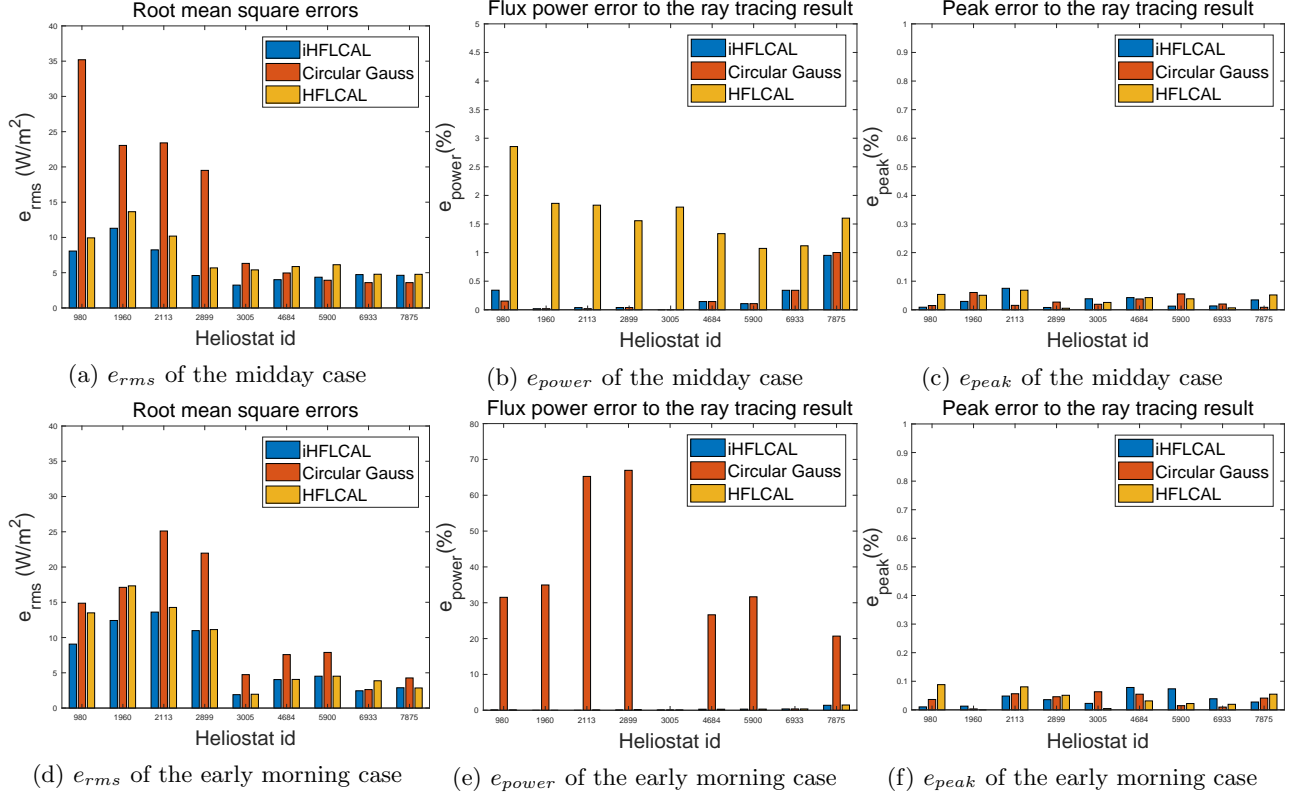 Root mean square errors
40
35
30
25
20
15
10
5
0
e_rms (W/m²)
iHFLCAL
Circular Gauss
HFLCAL
980 1960 2113 2899 3005 4684 5900 6933 7875
Heliostat id
(a) e_rms of the midday case
Flux power error to the ray tracing result
5
4.5
4
3.5
3
2.5
2
1.5
1
0.5
0
e_power(%)
iHFLCAL
Circular Gauss
HFLCAL
980 1960 2113 2899 3005 4684 5900 6933 7875
Heliostat id
(b) e_power of the midday case
Peak error to the ray tracing result
1
0.9
0.8
0.7
0.6
0.5
0.4
0.3
0.2
0.1
0
e_peak(%)
iHFLCAL
Circular Gauss
HFLCAL
980 1960 2113 2899 3005 4684 5900 6933 7875
Heliostat id
(c) e_peak of the midday case
Root mean square errors
40
35
30
25
20
15
10
5
0
e_rms (W/m²)
iHFLCAL
Circular Gauss
HFLCAL
980 1960 2113 2899 3005 4684 5900 6933 7875
Heliostat id
(d) e_rms of the early morning case
Flux power error to the ray tracing result
80
70
60
50
40
30
20
10
0
e_power(%)
iHFLCAL
Circular Gauss
HFLCAL
980 1960 2113 2899 3005 4684 5900 6933 7875
Heliostat id
(e) e_power of the early morning case
Peak error to the ray tracing result
1
0.9
0.8
0.7
0.6
0.5
0.4
0.3
0.2
0.1
0
e_peak(%)
iHFLCAL
Circular Gauss
HFLCAL
980 1960 2113 2899 3005 4684 5900 6933 7875
Heliostat id
(f) e_peak of the early morning case